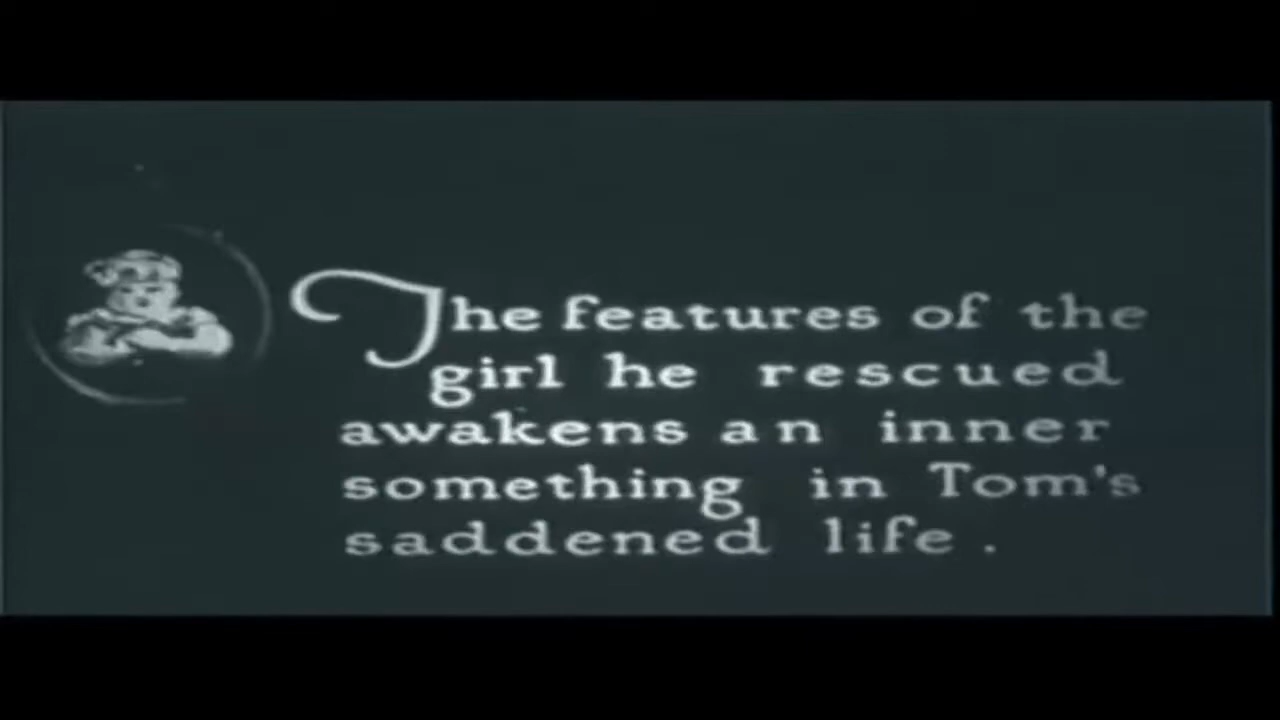 The features of the
girl he rescued
awakens an inner
something in Tom's
saddened life.